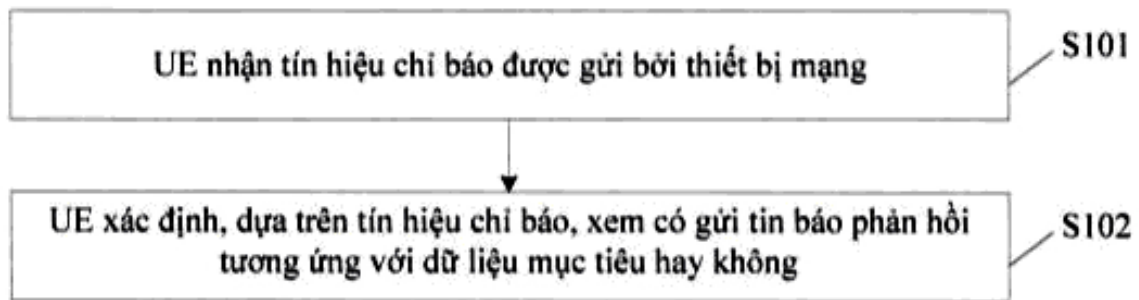 UE nhận tín hiệu chỉ báo được gửi bởi thiết bị mạng
S101
UE xác định, dựa trên tín hiệu chỉ báo, xem có gửi tin báo phản hồi
tương ứng với dữ liệu mục tiêu hay không
S102